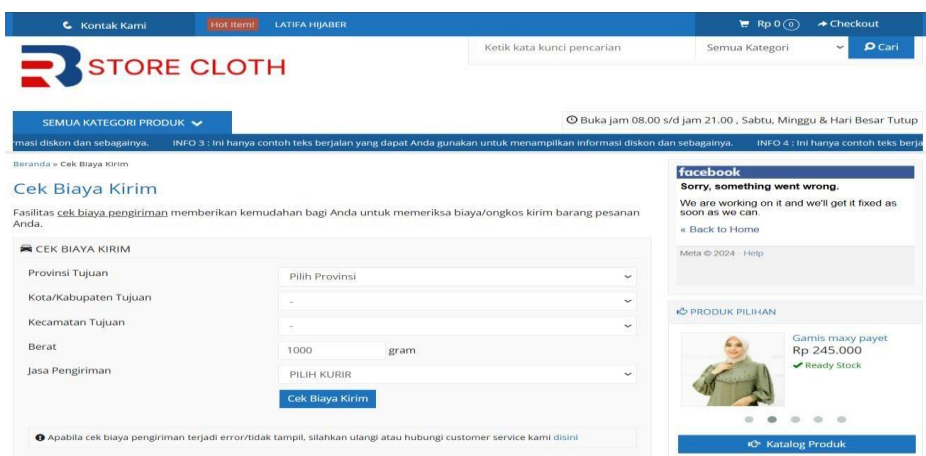 Kontak Kami
Hot Item!
LATIFA HIJABER
Rp 0 (0)
Checkout
RB STORE CLOTH
Ketik kata kunci pencarian
Semua Kategori
Cari
SEMUA KATEGORI PRODUK
Buka jam 08.00 s/d jam 21.00 , Sabtu, Minggu & Hari Besar Tutup
rmasi diskon dan sebagainya. INFO 3 : Ini hanya contoh teks berjalan yang dapat Anda gunakan untuk menampilkan informasi diskon dan sebagainya. INFO 4 : Ini hanya contoh teks berja
Beranda » Cek Biaya Kirim
Cek Biaya Kirim
Fasilitas cek biaya pengiriman memberikan kemudahan bagi Anda untuk memeriksa biaya/ongkos kirim barang pesanan
Anda.
CEK BIAYA KIRIM
Provinsi Tujuan
Pilih Provinsi
Kota/Kabupaten Tujuan
-
Kecamatan Tujuan
-
Berat
1000 gram
Jasa Pengiriman
PILIH KURIR
Cek Biaya Kirim
Apabila cek biaya pengiriman terjadi error/tidak tampil, silahkan ulangi atau hubungi customer service kami disini
facebook
Sorry, something went wrong.
We are working on it and we'll get it fixed as
soon as we can.
« Back to Home
Meta © 2024 · Help
PRODUK PILIHAN
Gamis maxy payet
Rp 245.000
Ready Stock
Katalog Produk